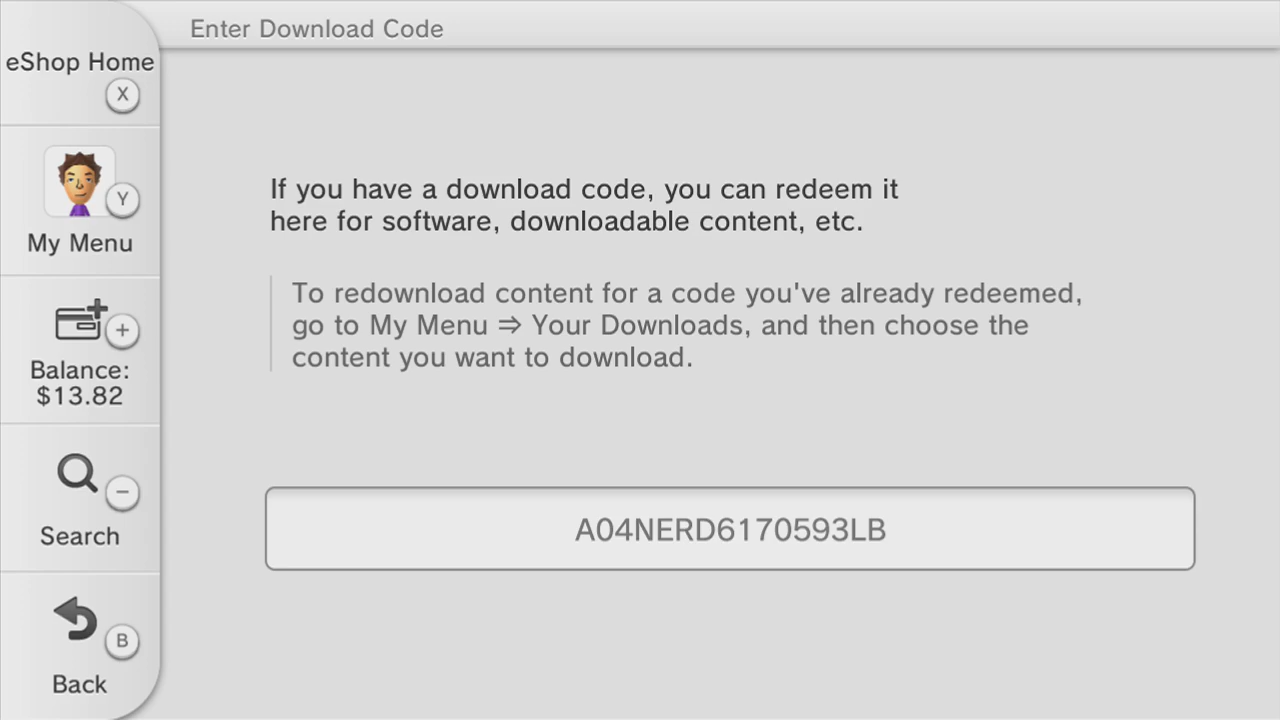 Enter Download Code
eShop Home
X
Y
My Menu
+
Balance:
$13.82
−
Search
B
Back
If you have a download code, you can redeem it
here for software, downloadable content, etc.
To redownload content for a code you've already redeemed,
go to My Menu ⇒ Your Downloads, and then choose the
content you want to download.
A04NERD6170593LB